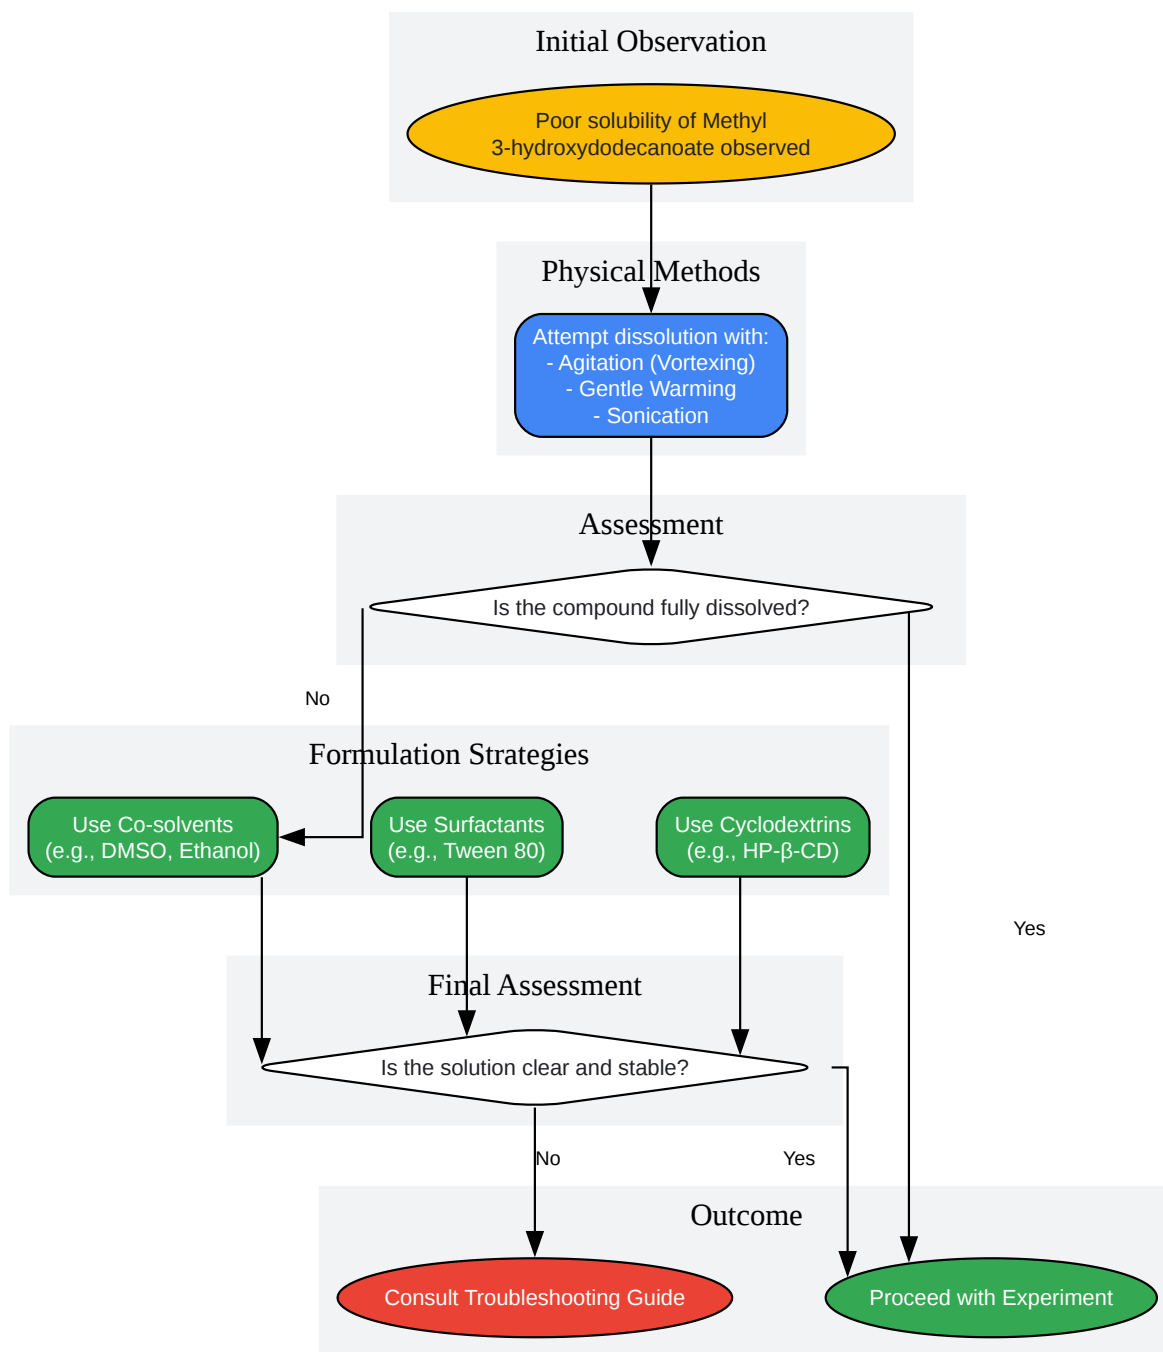 Initial Observation
Poor solubility of Methyl
3-hydroxydodecanoate observed
Physical Methods
Attempt dissolution with:
- Agitation (Vortexing)
- Gentle Warming
- Sonication
Assessment
Is the compound fully dissolved?
No
Formulation Strategies
Use Co-solvents
(e.g., DMSO, Ethanol)
Use Surfactants
(e.g., Tween 80)
Use Cyclodextrins
(e.g., HP-β-CD)
Yes
Final Assessment
Is the solution clear and stable?
No
Yes
Outcome
Consult Troubleshooting Guide
Proceed with Experiment